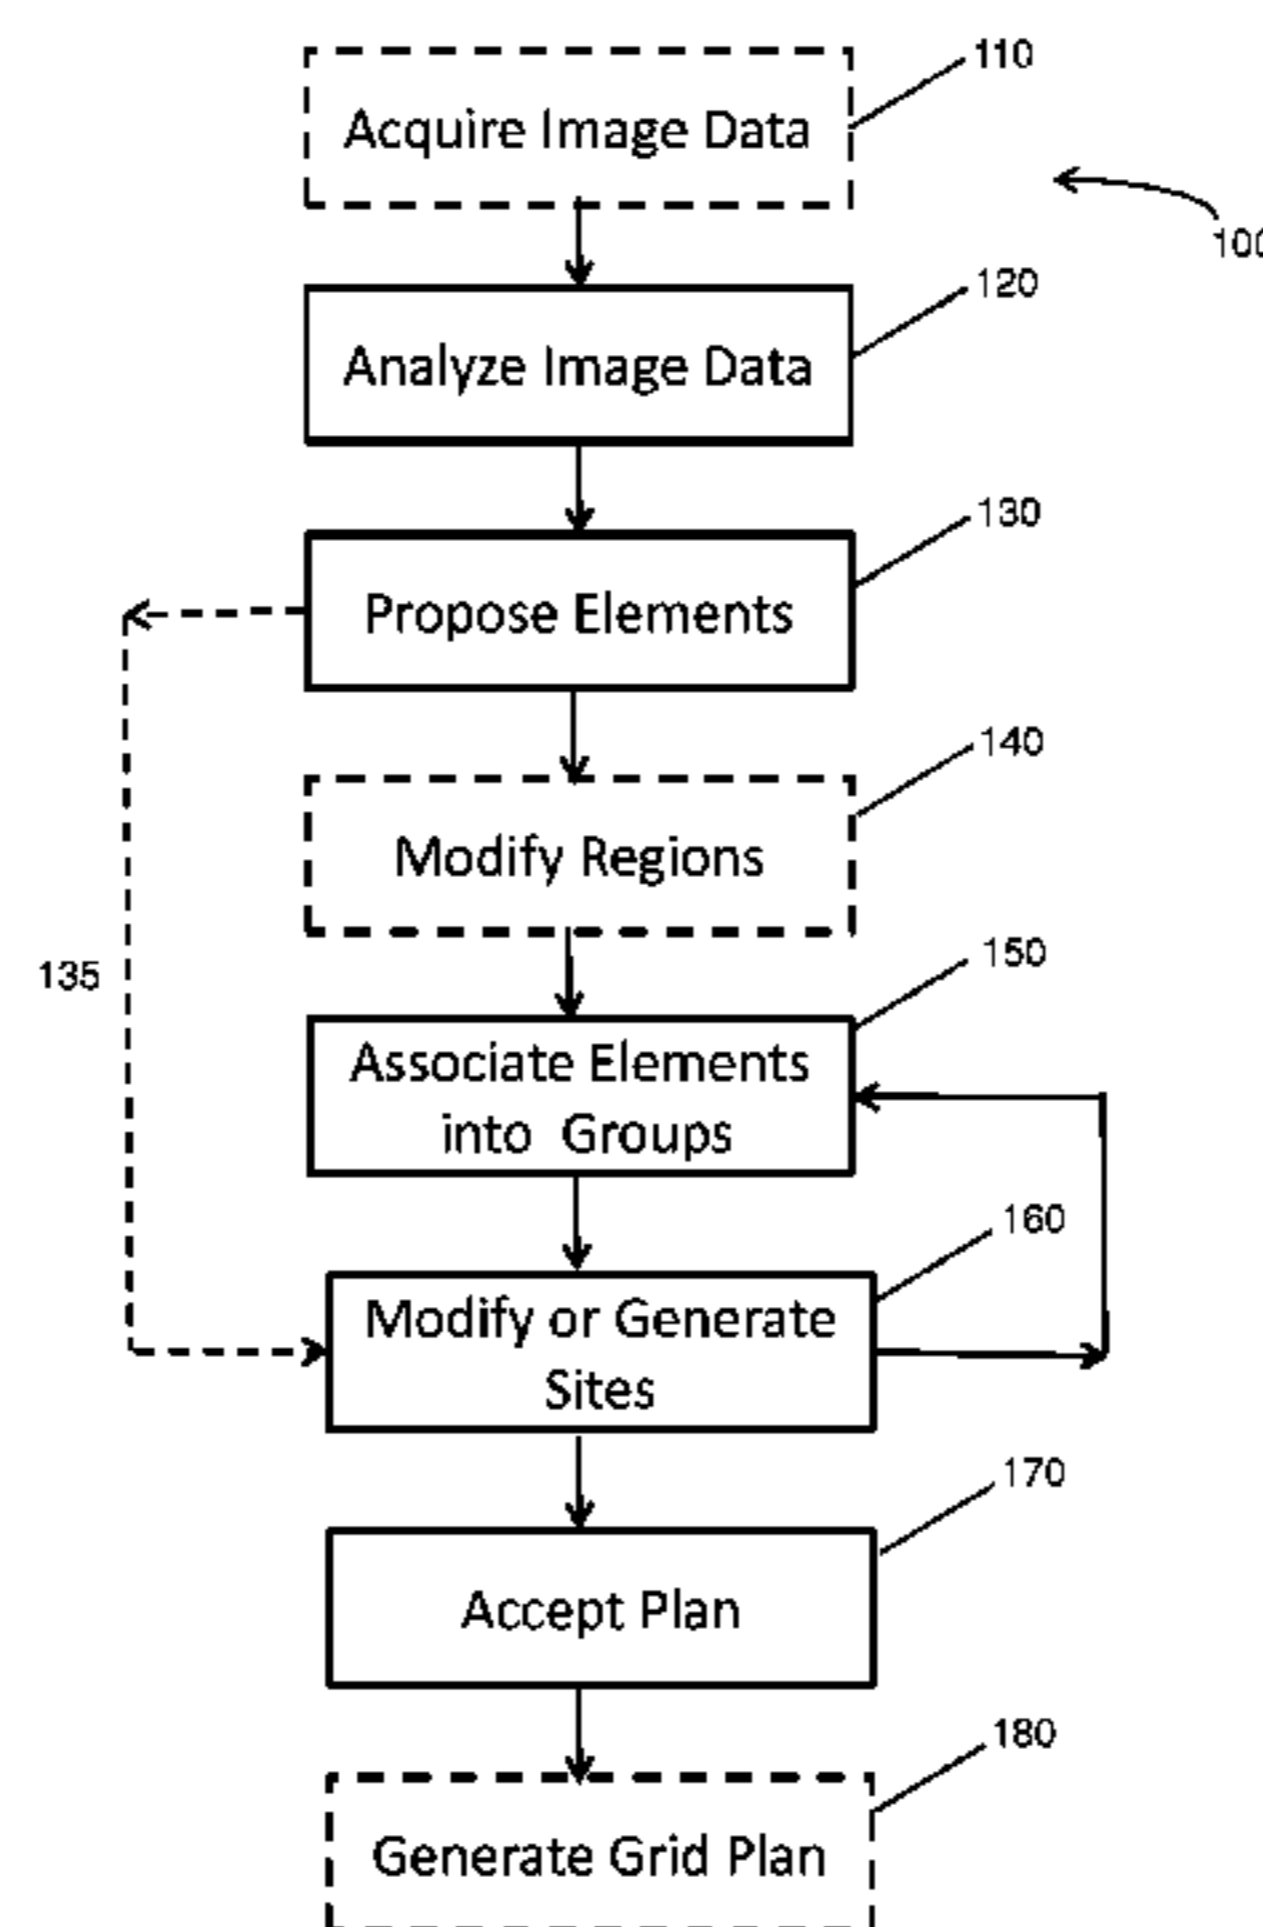 110
Acquire Image Data
100
120
Analyze Image Data
130
Propose Elements
140
Modify Regions
135
150
Associate Elements
into Groups
160
Modify or Generate
Sites
170
Accept Plan
180
Generate Grid Plan